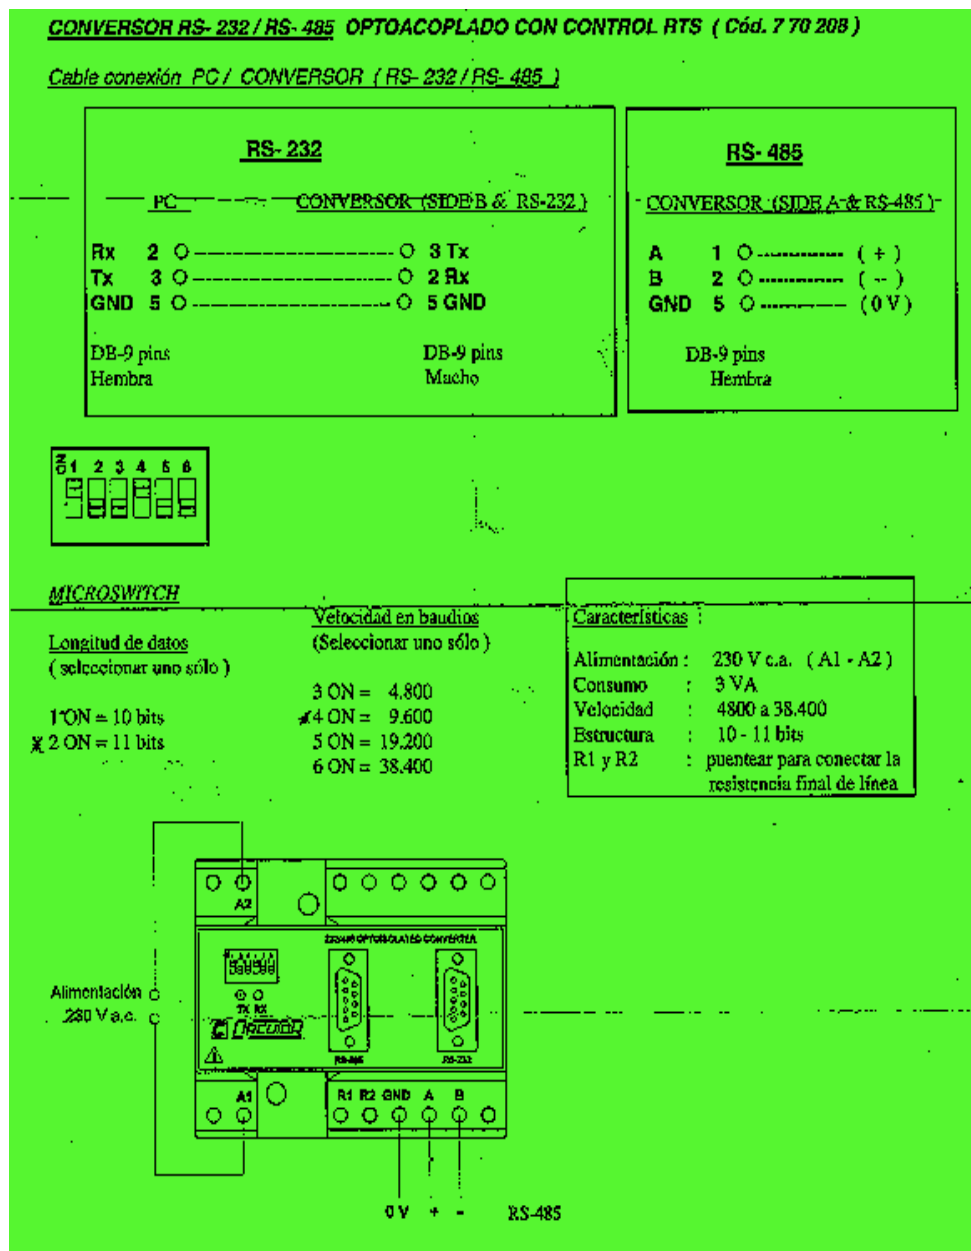 CONVERSOR RS-232 / RS-485 OPTOACOPLADO CON CONTROL RTS ( Cód. 7 70 208 )
Cable conexión PC / CONVERSOR ( RS-232 / RS-485 )
RS-232
PC CONVERSOR (SIDE B & RS-232 )
Rx 2 3 Tx
Tx 3 2 Rx
GND 5 5 GND
DB-9 pins DB-9 pins
Hembra Macho
RS-485
CONVERSOR (SIDE A & RS-485 )
A 1 ( + )
B 2 ( -- )
GND 5 ( 0 V )
DB-9 pins
Hembra
ON
1 2 3 4 5 6
MICROSWITCH
Longitud de datos
( seleccionar uno sólo )
1 ON = 10 bits
2 ON = 11 bits
Velocidad en baudios
(Seleccionar uno sólo )
3 ON = 4.800
4 ON = 9.600
5 ON = 19.200
6 ON = 38.400
Características :
Alimentación : 230 V c.a. ( A1 - A2 )
Consumo : 3 VA
Velocidad : 4800 a 38.400
Estructura : 10 - 11 bits
R1 y R2 : puentear para conectar la
resistencia final de línea
A2
OPTOISOLATED CONVERTER
Alimentación
230 V a.c.
TX RX
CIRCUTOR
RS-485 RS-232
A1 R1 R2 GND A B
0 V + - RS-485